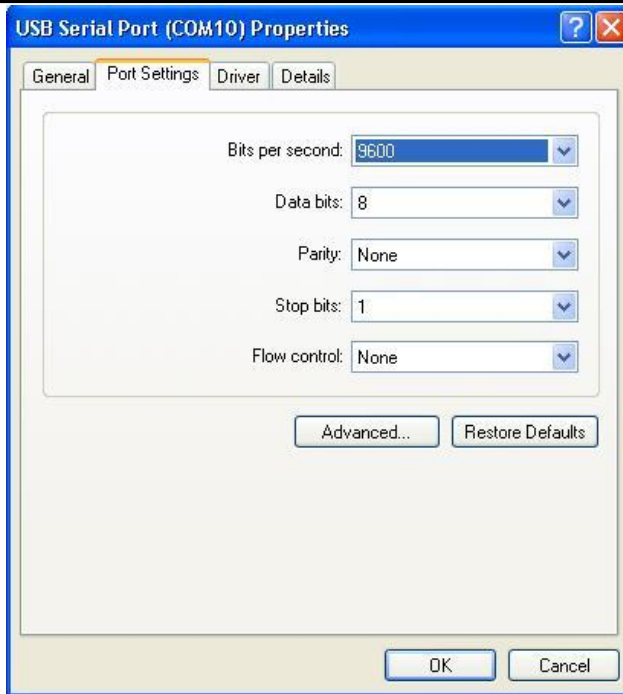 USB Serial Port (COM10) Properties
General Port Settings Driver Details
Bits per second: 9600
Data bits: 8
Parity: None
Stop bits: 1
Flow control: None
Advanced... Restore Defaults
OK Cancel